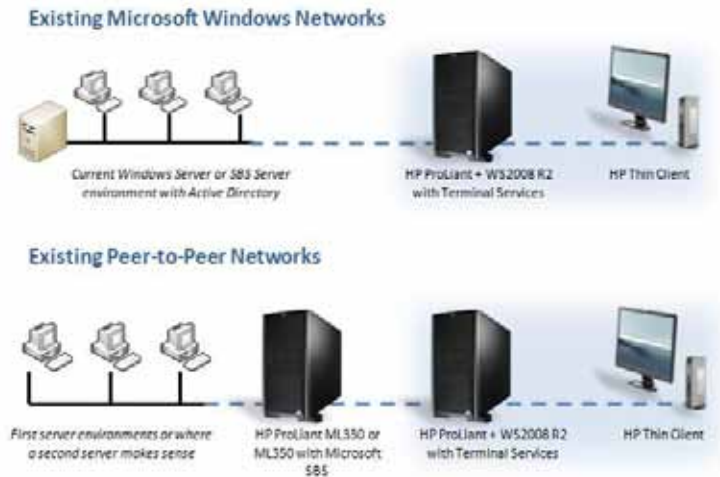 Existing Microsoft Windows Networks
Current Windows Server or SBS Server
environment with Active Directory
HP ProLiant + WS2008 R2
with Terminal Services
HP Thin Client
Existing Peer-to-Peer Networks
First server environments or where
a second server makes sense
HP ProLiant ML330 or
ML350 with Microsoft
SBS
HP ProLiant + WS2008 R2
with Terminal Services
HP Thin Client